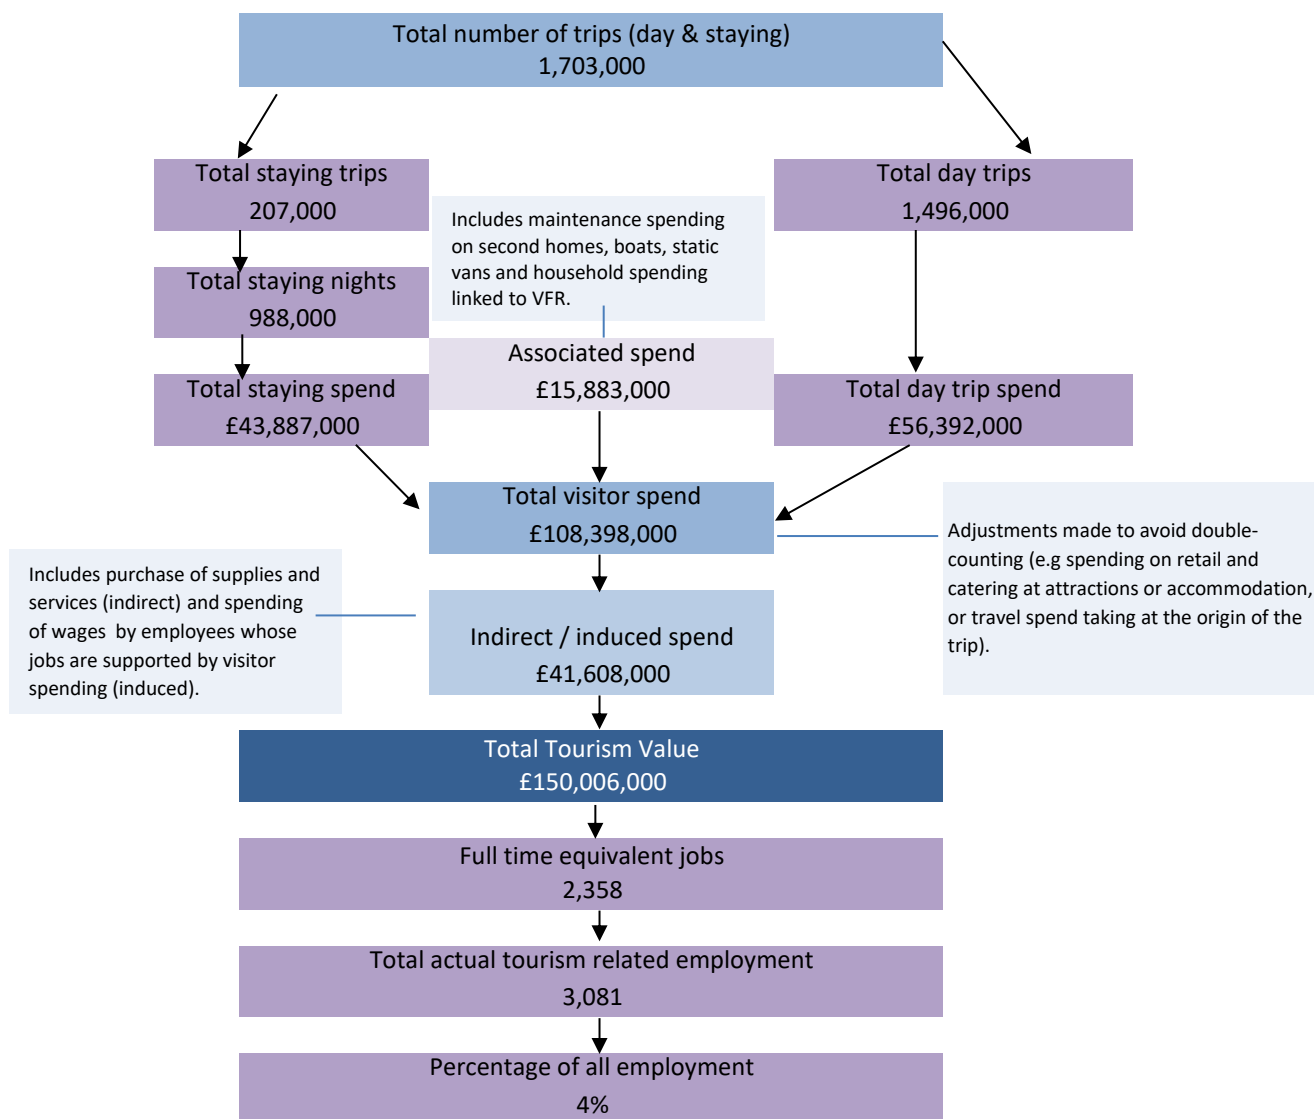 Total number of trips (day & staying)
1,703,000
Total staying trips
207,000
Total day trips
1,496,000
Includes maintenance spending
on second homes, boats, static
vans and household spending
linked to VFR.
Total staying nights
988,000
Associated spend
£15,883,000
Total staying spend
£43,887,000
Total day trip spend
£56,392,000
Total visitor spend
£108,398,000
Adjustments made to avoid double-
counting (e.g spending on retail and
catering at attractions or accommodation,
or travel spend taking at the origin of the
trip).
Includes purchase of supplies and
services (indirect) and spending
of wages by employees whose
jobs are supported by visitor
spending (induced).
Indirect / induced spend
£41,608,000
Total Tourism Value
£150,006,000
Full time equivalent jobs
2,358
Total actual tourism related employment
3,081
Percentage of all employment
4%